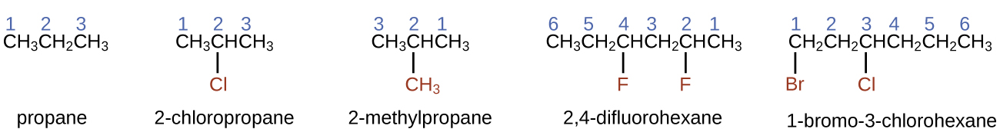 1 2 3
CH₃CH₂CH₃
propane
1 2 3
CH₃CHCH₃
Cl
2-chloropropane
3 2 1
CH₃CHCH₃
CH₃
2-methylpropane
6 5 4 3 2 1
CH₃CH₂CHCH₂CHCH₃
F F
2,4-difluorohexane
1 2 3 4 5 6
CH₂CH₂CHCH₂CH₂CH₃
Br Cl
1-bromo-3-chlorohexane